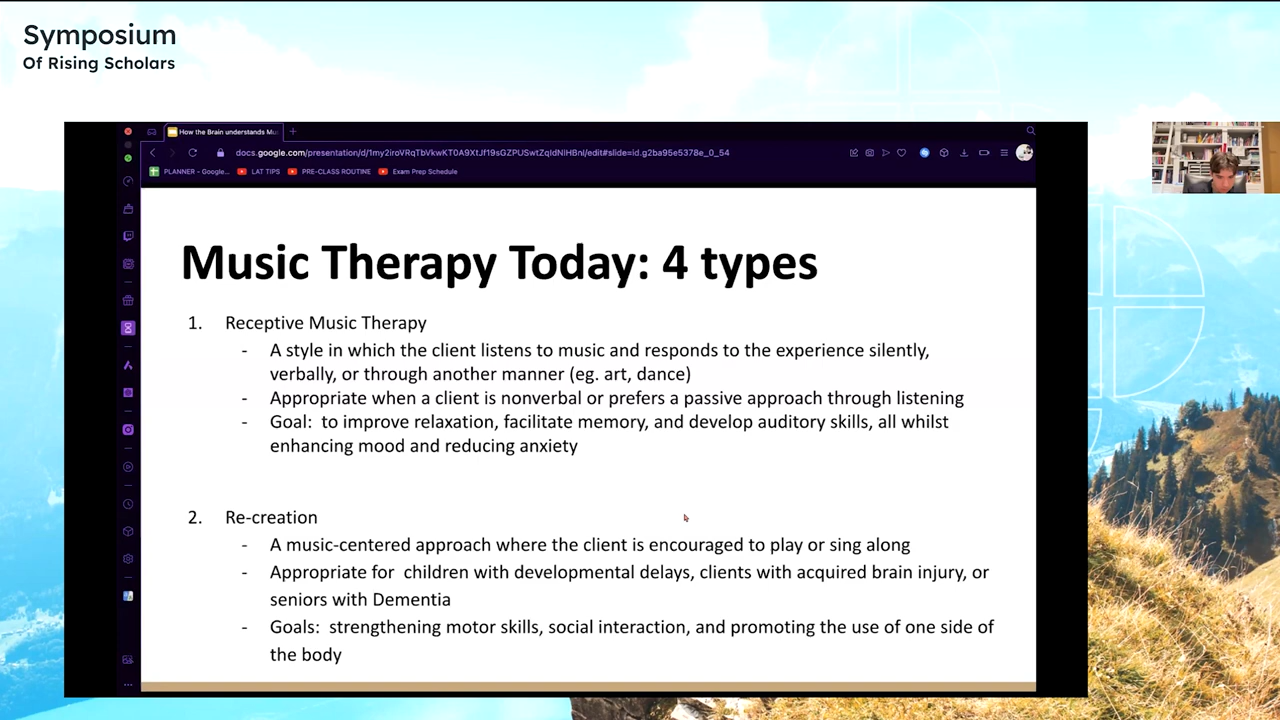 Symposium
Of Rising Scholars
How the Brain understands Mu
docs.google.com/presentation/d/1my2iroVRqTbVkwKT0A9XtJf19sGZPUSwtZqIdNIHBnI/edit#slide=id.g2ba95e5378e_0_54
PLANNER - Google... LAT TIPS PRE-CLASS ROUTINE Exam Prep Schedule
Music Therapy Today: 4 types
1. Receptive Music Therapy
- A style in which the client listens to music and responds to the experience silently,
verbally, or through another manner (eg. art, dance)
- Appropriate when a client is nonverbal or prefers a passive approach through listening
- Goal: to improve relaxation, facilitate memory, and develop auditory skills, all whilst
enhancing mood and reducing anxiety
2. Re-creation
- A music-centered approach where the client is encouraged to play or sing along
- Appropriate for children with developmental delays, clients with acquired brain injury, or
seniors with Dementia
- Goals: strengthening motor skills, social interaction, and promoting the use of one side of
the body